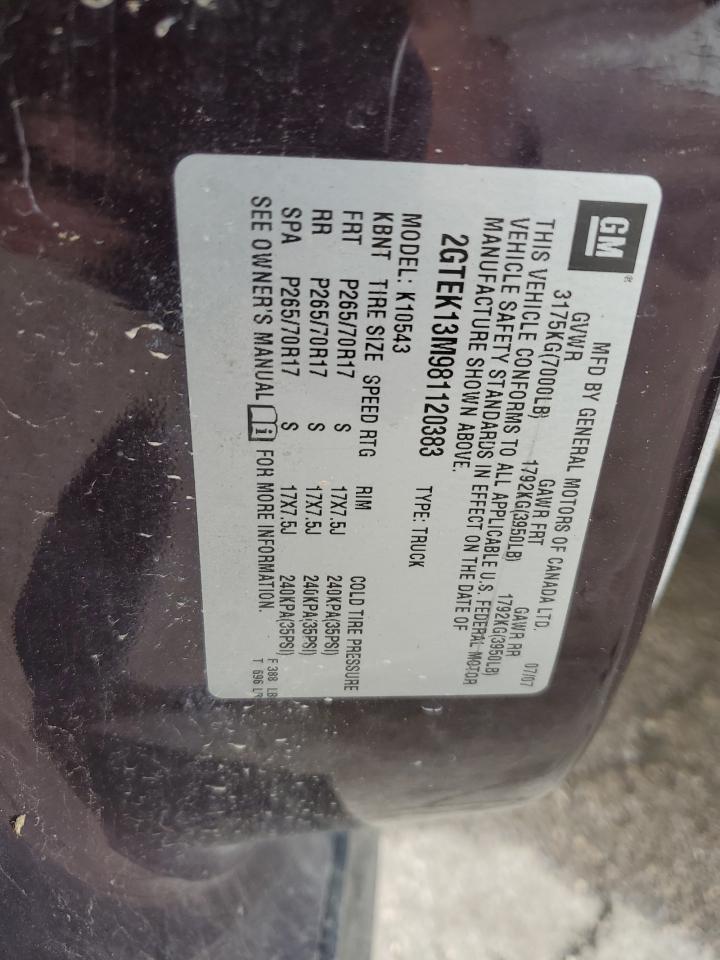 GM®
MFD BY GENERAL MOTORS OF CANADA LTD. 07/07
GVWR GAWR FRT GAWR RR
3175KG(7000LB) 1792KG(3950LB) 1792KG(3950LB)
THIS VEHICLE CONFORMS TO ALL APPLICABLE U.S. FEDERAL MOTOR
VEHICLE SAFETY STANDARDS IN EFFECT ON THE DATE OF
MANUFACTURE SHOWN ABOVE.
2GTEK13M981120383 TYPE: TRUCK
MODEL: K10543
KBNT TIRE SIZE SPEED RTG RIM COLD TIRE PRESSURE
FRT P265/70R17 S 17X7.5J 240KPA(35PSI)
RR P265/70R17 S 17X7.5J 240KPA(35PSI)
SPA P265/70R17 S 17X7.5J 240KPA(35PSI)
SEE OWNER'S MANUAL i FOR MORE INFORMATION.
F 388 LB
T 696